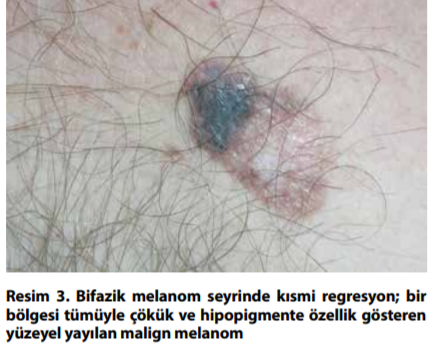 Resim 3. Bifazik melanom seyrinde kısmi regresyon; bir
bölgesi tümüyle çökük ve hipopigmente özellik gösteren
yüzeyel yayılan malign melanom